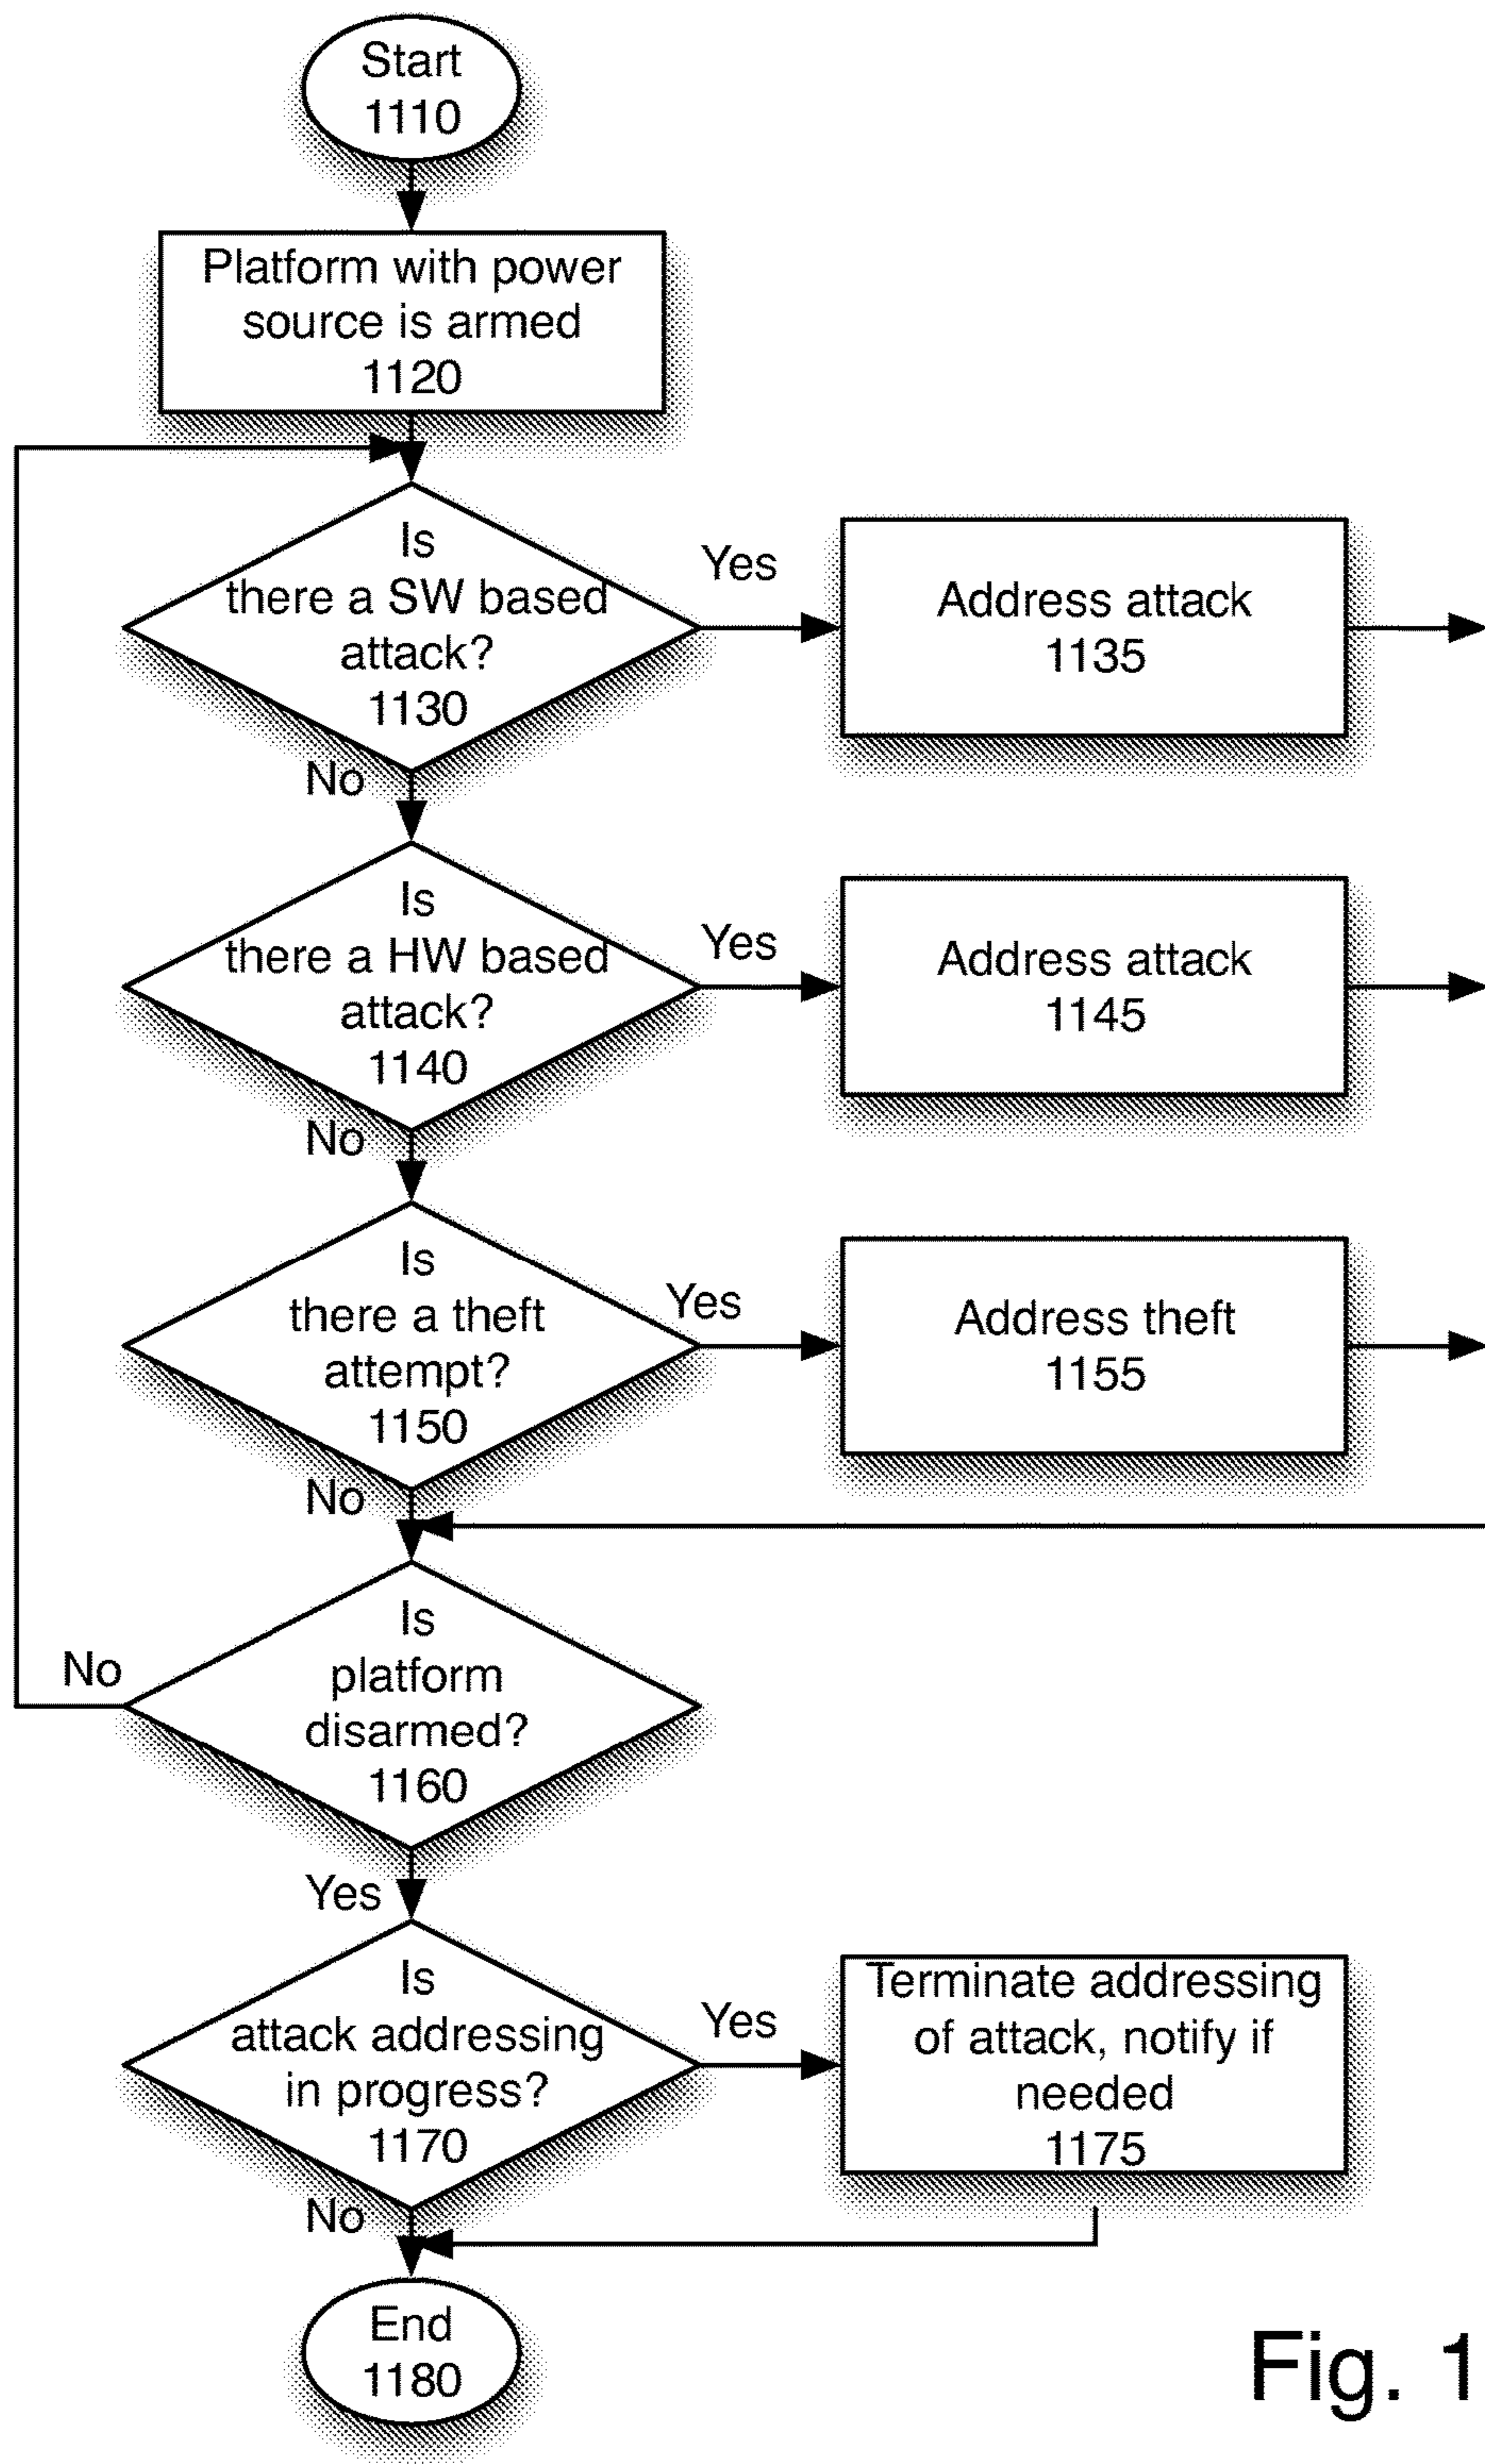 Start
1110
Platform with power
source is armed
1120
Is
there a SW based
attack?
1130
Yes
Address attack
1135
No
Is
there a HW based
attack?
1140
Yes
Address attack
1145
No
Is
there a theft
attempt?
1150
Yes
Address theft
1155
No
Is
platform
disarmed?
1160
No
Yes
Is
attack addressing
in progress?
1170
Yes
Terminate addressing
of attack, notify if
needed
1175
No
End
1180
Fig. 1